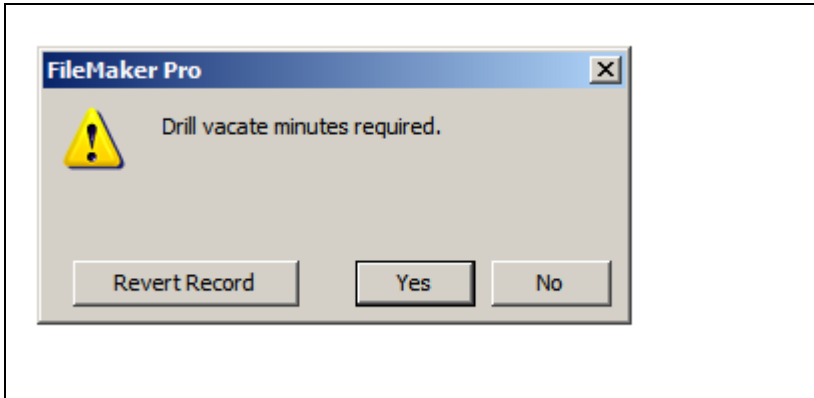 FileMaker Pro
Drill vacate minutes required.
Revert Record Yes No